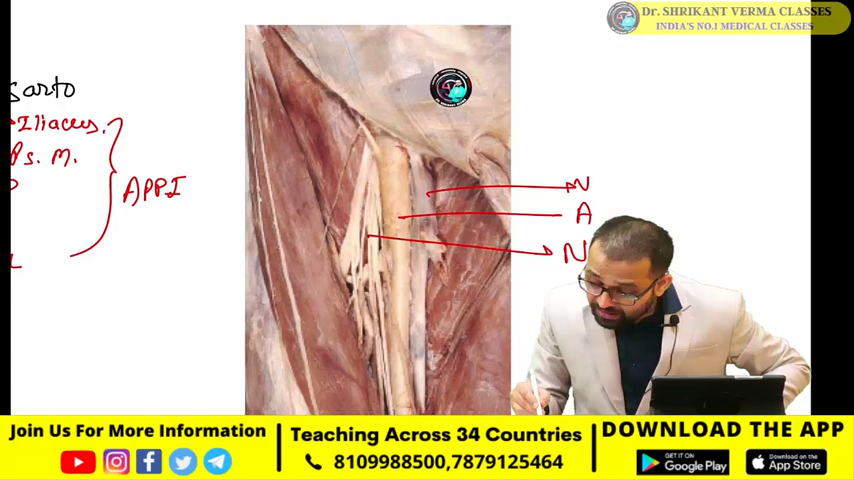 Dr. SHRIKANT VERMA CLASSES
INDIA'S NO.1 MEDICAL CLASSES
sarto
Iliaceus.
Ps. M.
APPI
N
A
N
Join Us For More Information
Teaching Across 34 Countries
8109988500,7879125464
DOWNLOAD THE APP
GET IT ON
Google Play
Download on the
App Store